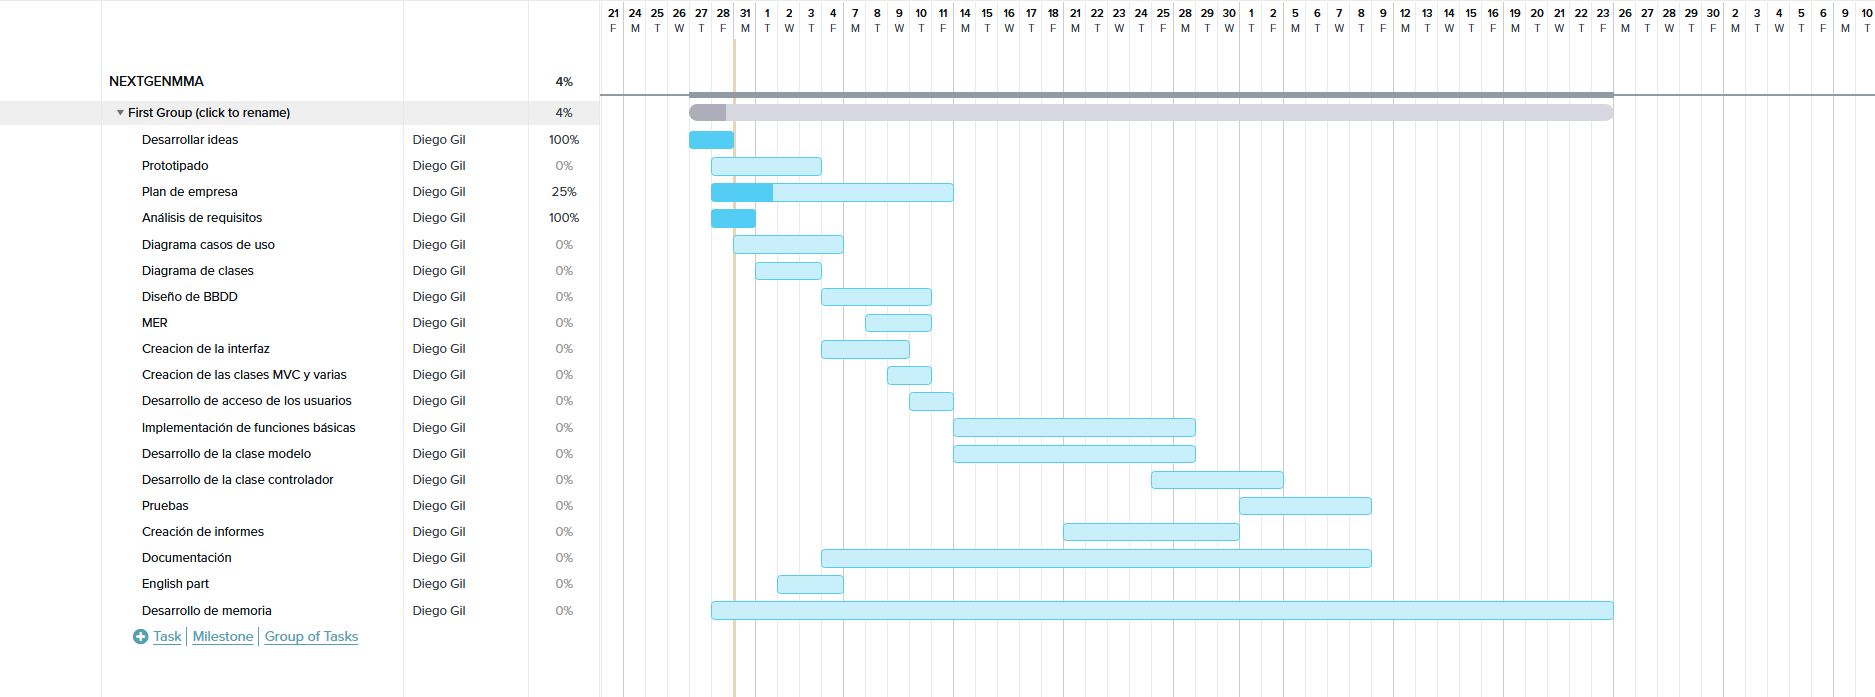 21 24 25 26 27 28 31 1 2 3 4 7 8 9 10 11 14 15 16 17 18 21 22 23 24 25 28 29 30 1 2 5 6 7 8 9 12 13 14 15 16 19 20 21 22 23 26 27 28 29 30 2 3 4 5 6 9 10
F M T W T F M T W T F M T W T F M T W T F M T W T F M T W T F M T W T F M T W T F M T W T F M T W T F M T W T F M T
NEXTGENMMA 4%
First Group (click to rename) 4%
Desarrollar ideas Diego Gil 100%
Prototipado Diego Gil 0%
Plan de empresa Diego Gil 25%
Análisis de requisitos Diego Gil 100%
Diagrama casos de uso Diego Gil 0%
Diagrama de clases Diego Gil 0%
Diseño de BBDD Diego Gil 0%
MER Diego Gil 0%
Creacion de la interfaz Diego Gil 0%
Creacion de las clases MVC y varias Diego Gil 0%
Desarrollo de acceso de los usuarios Diego Gil 0%
Implementación de funciones básicas Diego Gil 0%
Desarrollo de la clase modelo Diego Gil 0%
Desarrollo de la clase controlador Diego Gil 0%
Pruebas Diego Gil 0%
Creación de informes Diego Gil 0%
Documentación Diego Gil 0%
English part Diego Gil 0%
Desarrollo de memoria Diego Gil 0%
Task Milestone Group of Tasks